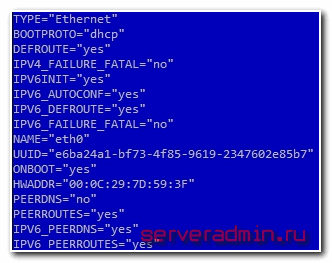 TYPE="Ethernet"
BOOTPROTO="dhcp"
DEFROUTE="yes"
IPV4_FAILURE_FATAL="no"
IPV6INIT="yes"
IPV6_AUTOCONF="yes"
IPV6_DEFROUTE="yes"
IPV6_FAILURE_FATAL="no"
NAME="eth0"
UUID="e6ba24a1-bf73-4f85-9619-2347602e85b7"
ONBOOT="yes"
HWADDR="00:0C:29:7D:59:3F"
PEERDNS="no"
PEERROUTES="yes"
IPV6_PEERDNS="yes"
IPV6_PEERROUTES="yes"
serveradmin.ru